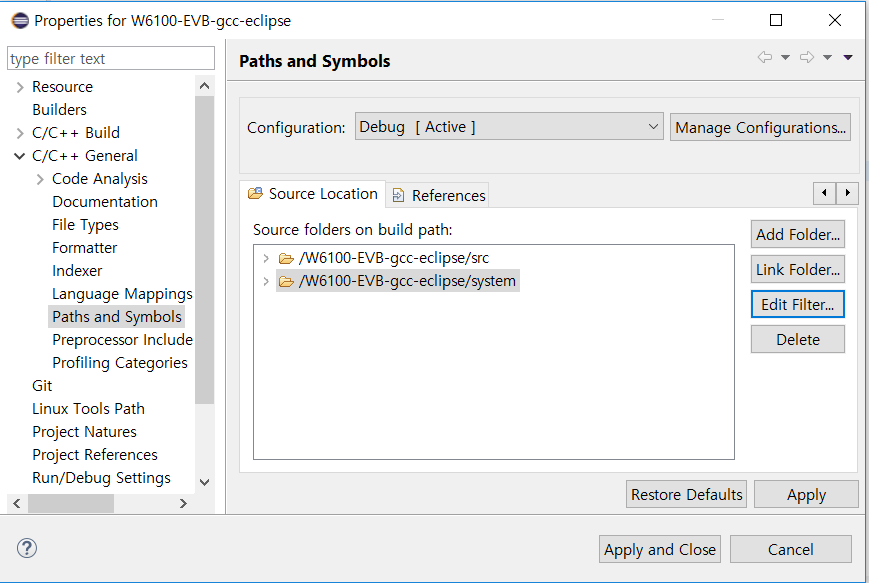 Properties for W6100-EVB-gcc-eclipse
type filter text
Resource
Builders
C/C++ Build
C/C++ General
Code Analysis
Documentation
File Types
Formatter
Indexer
Language Mappings
Paths and Symbols
Preprocessor Include
Profiling Categories
Git
Linux Tools Path
Project Natures
Project References
Run/Debug Settings
Paths and Symbols
Configuration:
Debug [ Active ]
Manage Configurations...
Source Location
References
Source folders on build path:
/W6100-EVB-gcc-eclipse/src
/W6100-EVB-gcc-eclipse/system
Add Folder...
Link Folder...
Edit Filter...
Delete
Restore Defaults
Apply
?
Apply and Close
Cancel